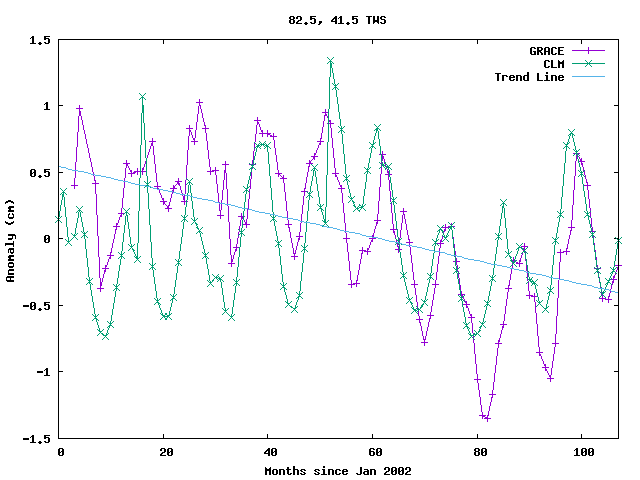 82.5, 41.5 TWS
GRACE
CLM
Trend Line
1.5
1
0.5
0
-0.5
-1
-1.5
Anomaly (cm)
0 20 40 60 80 100
Months since Jan 2002